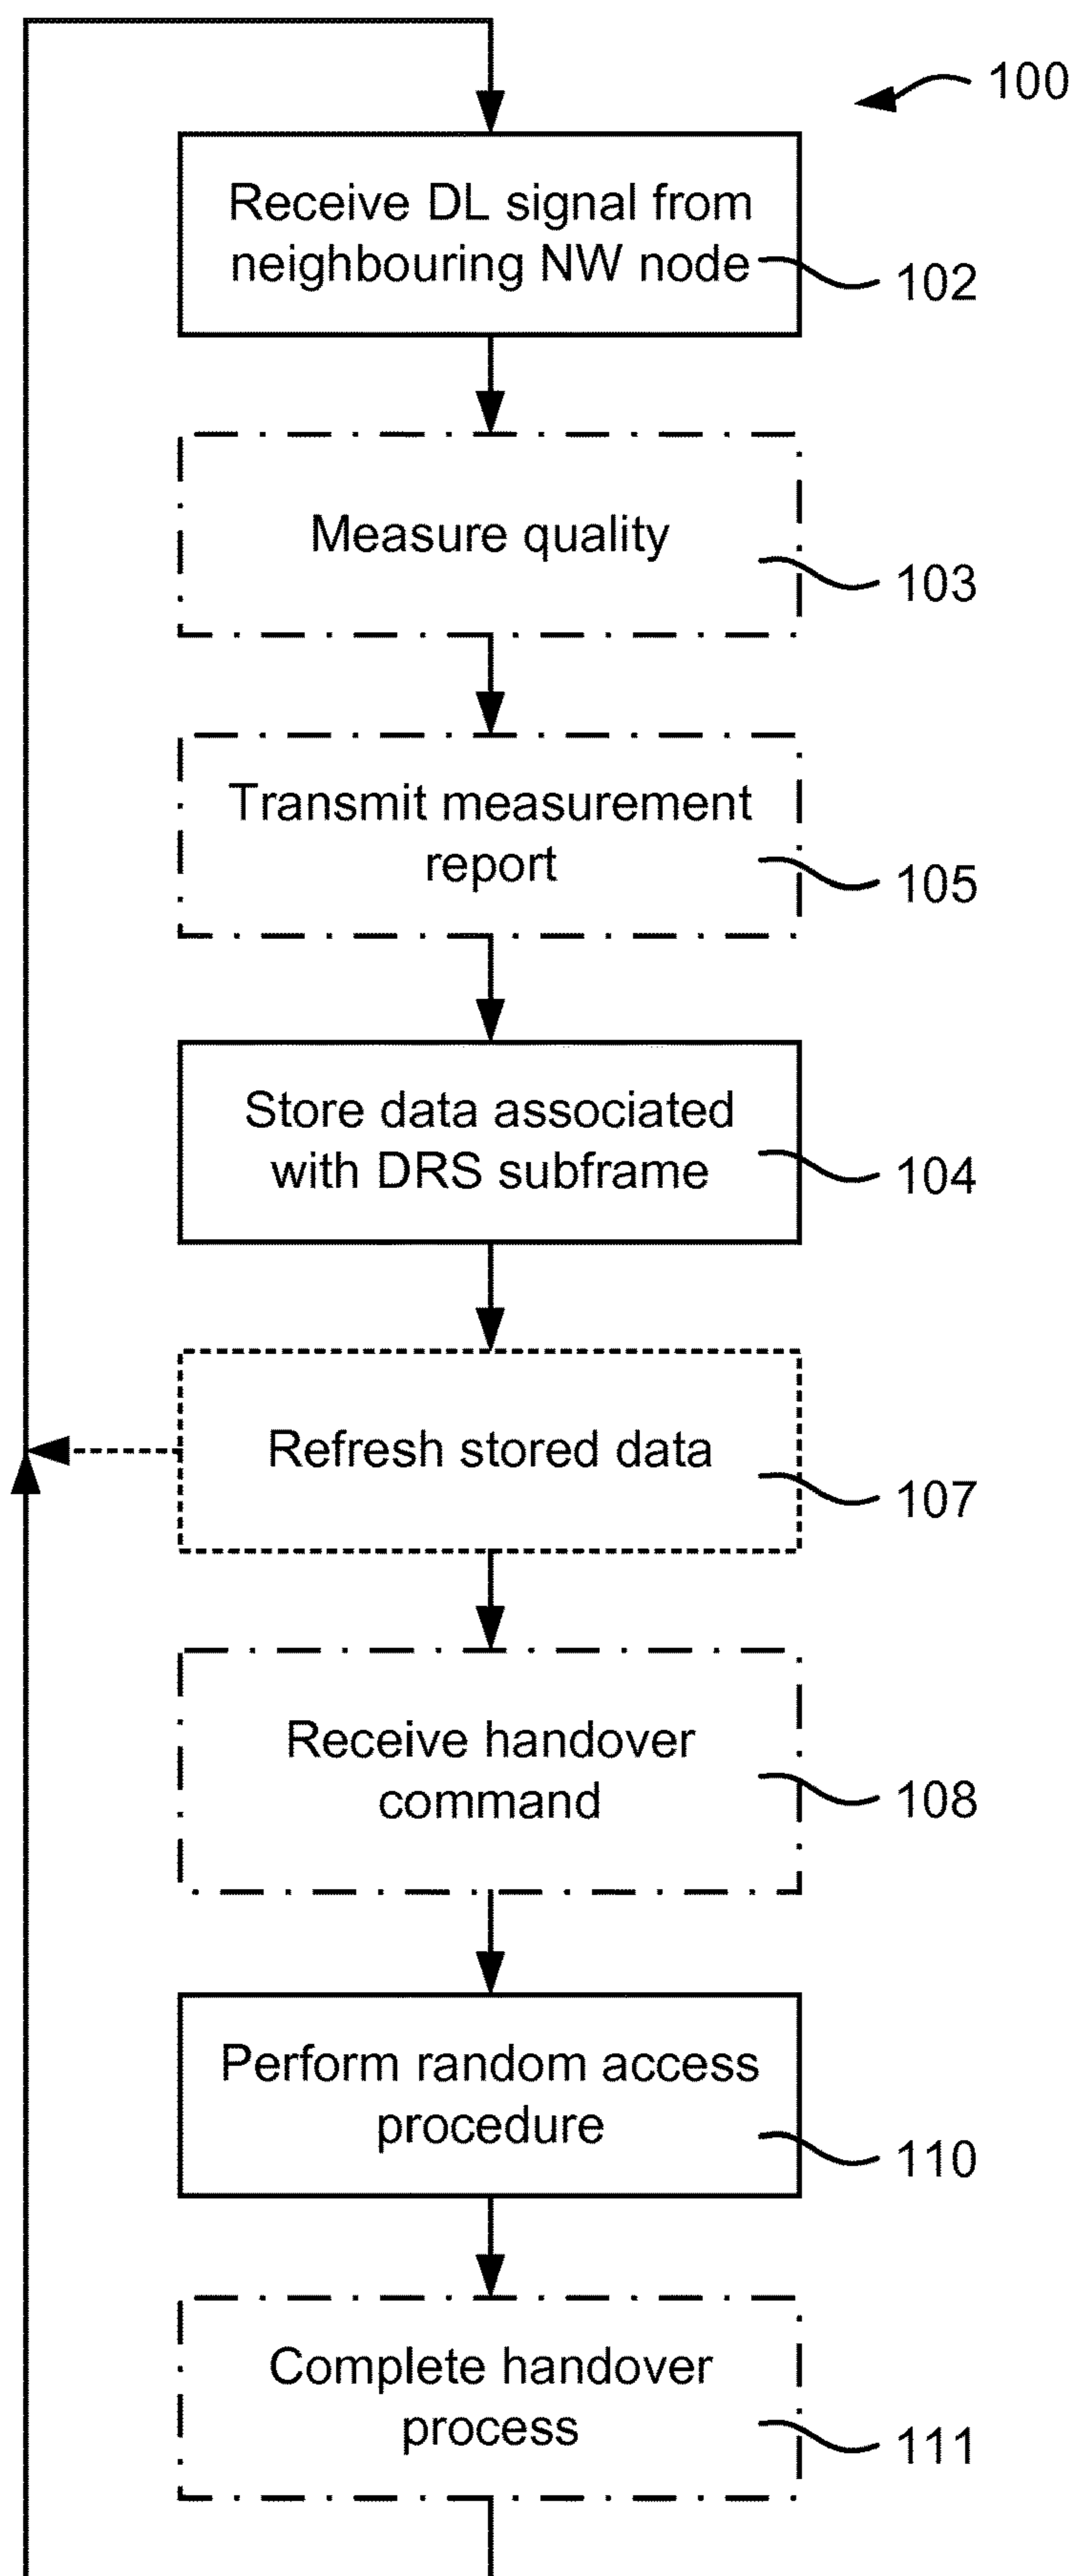 100
Receive DL signal from
neighbouring NW node
102
Measure quality
103
Transmit measurement
report
105
Store data associated
with DRS subframe
104
Refresh stored data
107
Receive handover
command
108
Perform random access
procedure
110
Complete handover
process
111